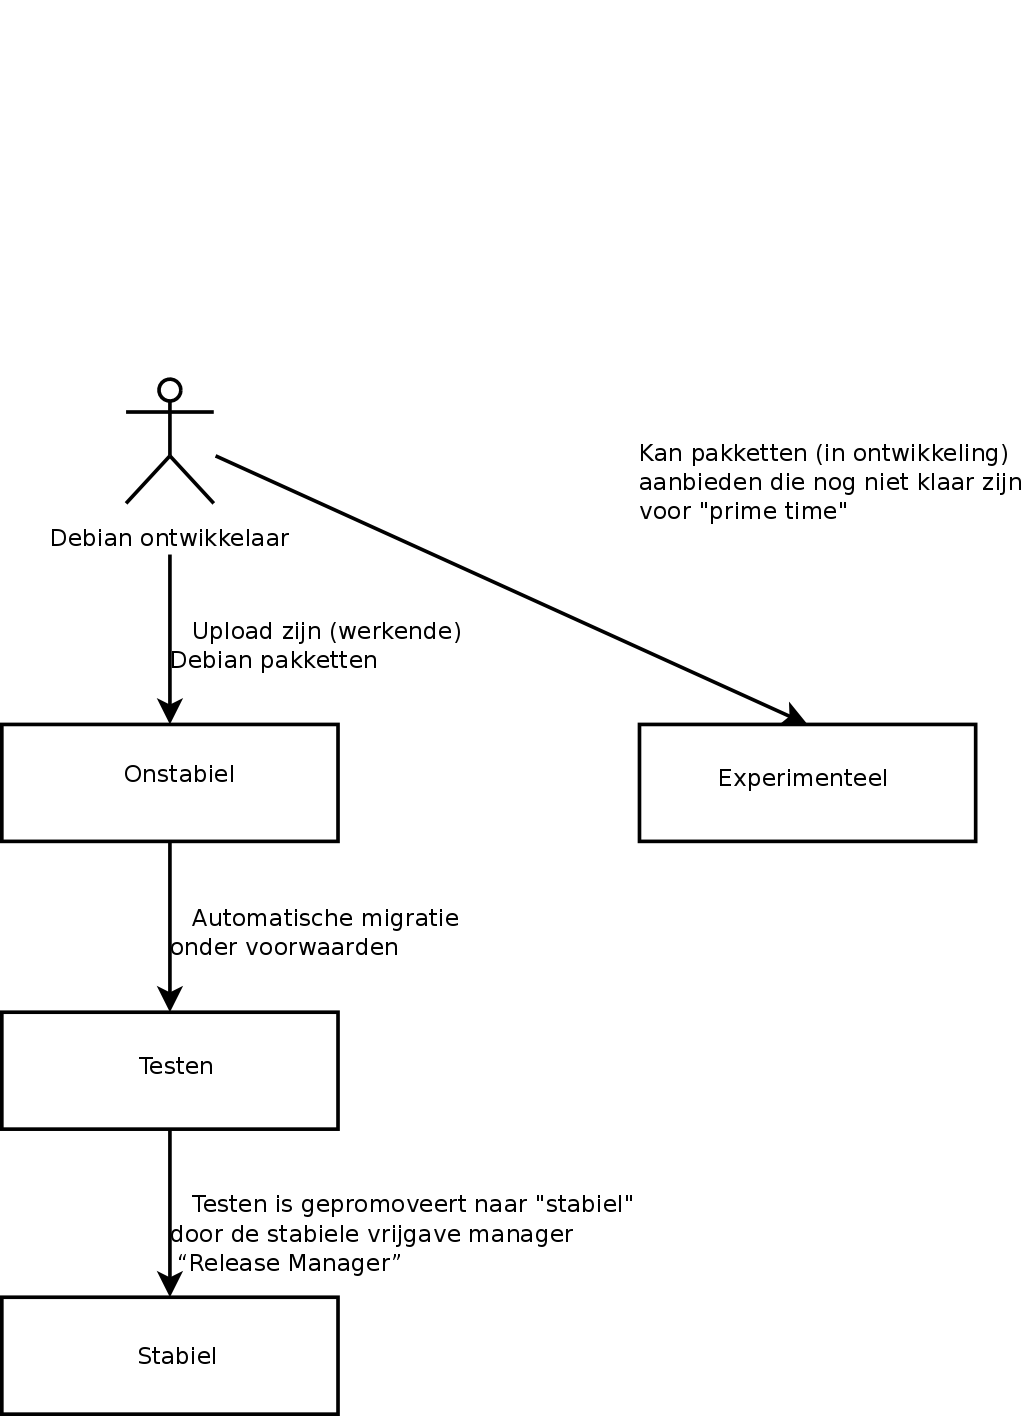 Kan pakketten (in ontwikkeling)
aanbieden die nog niet klaar zijn
voor "prime time"
Debian ontwikkelaar
Upload zijn (werkende)
Debian pakketten
Onstabiel
Experimenteel
Automatische migratie
onder voorwaarden
Testen
Testen is gepromoveert naar "stabiel"
door de stabiele vrijgave manager
“Release Manager”
Stabiel